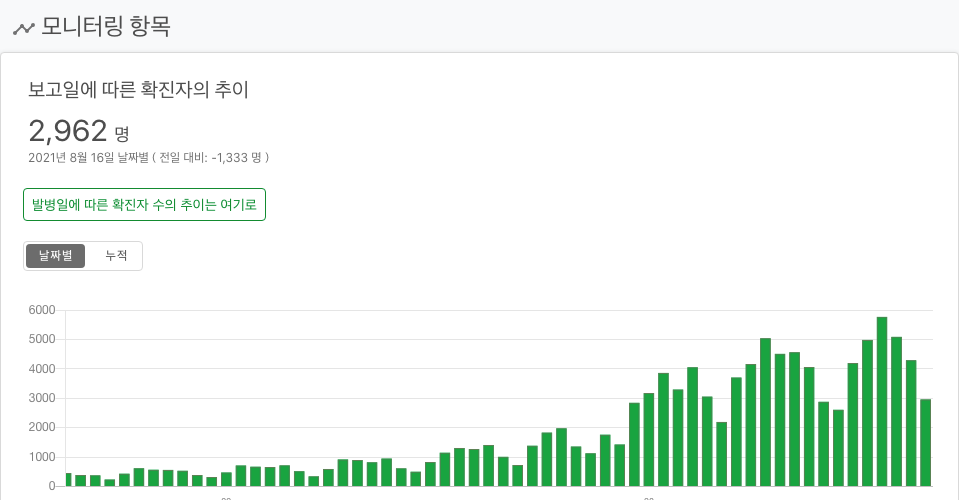 모니터링 항목
보고일에 따른 확진자의 추이
2,962 명
2021년 8월 16일 날짜별 ( 전일 대비: -1,333 명 )
발병일에 따른 확진자 수의 추이는 여기로
날짜별 누적
6000
5000
4000
3000
2000
1000
0